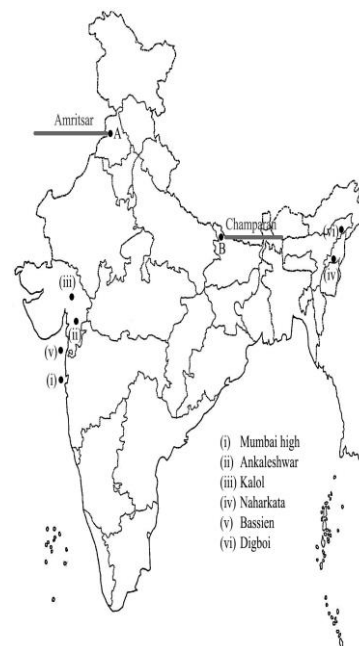 Amritsar
A
Champaran
B
(vi)
(iv)
(iii)
(ii)
(v)
(i)
(i) Mumbai high
(ii) Ankaleshwar
(iii) Kalol
(iv) Naharkata
(v) Bassien
(vi) Digboi